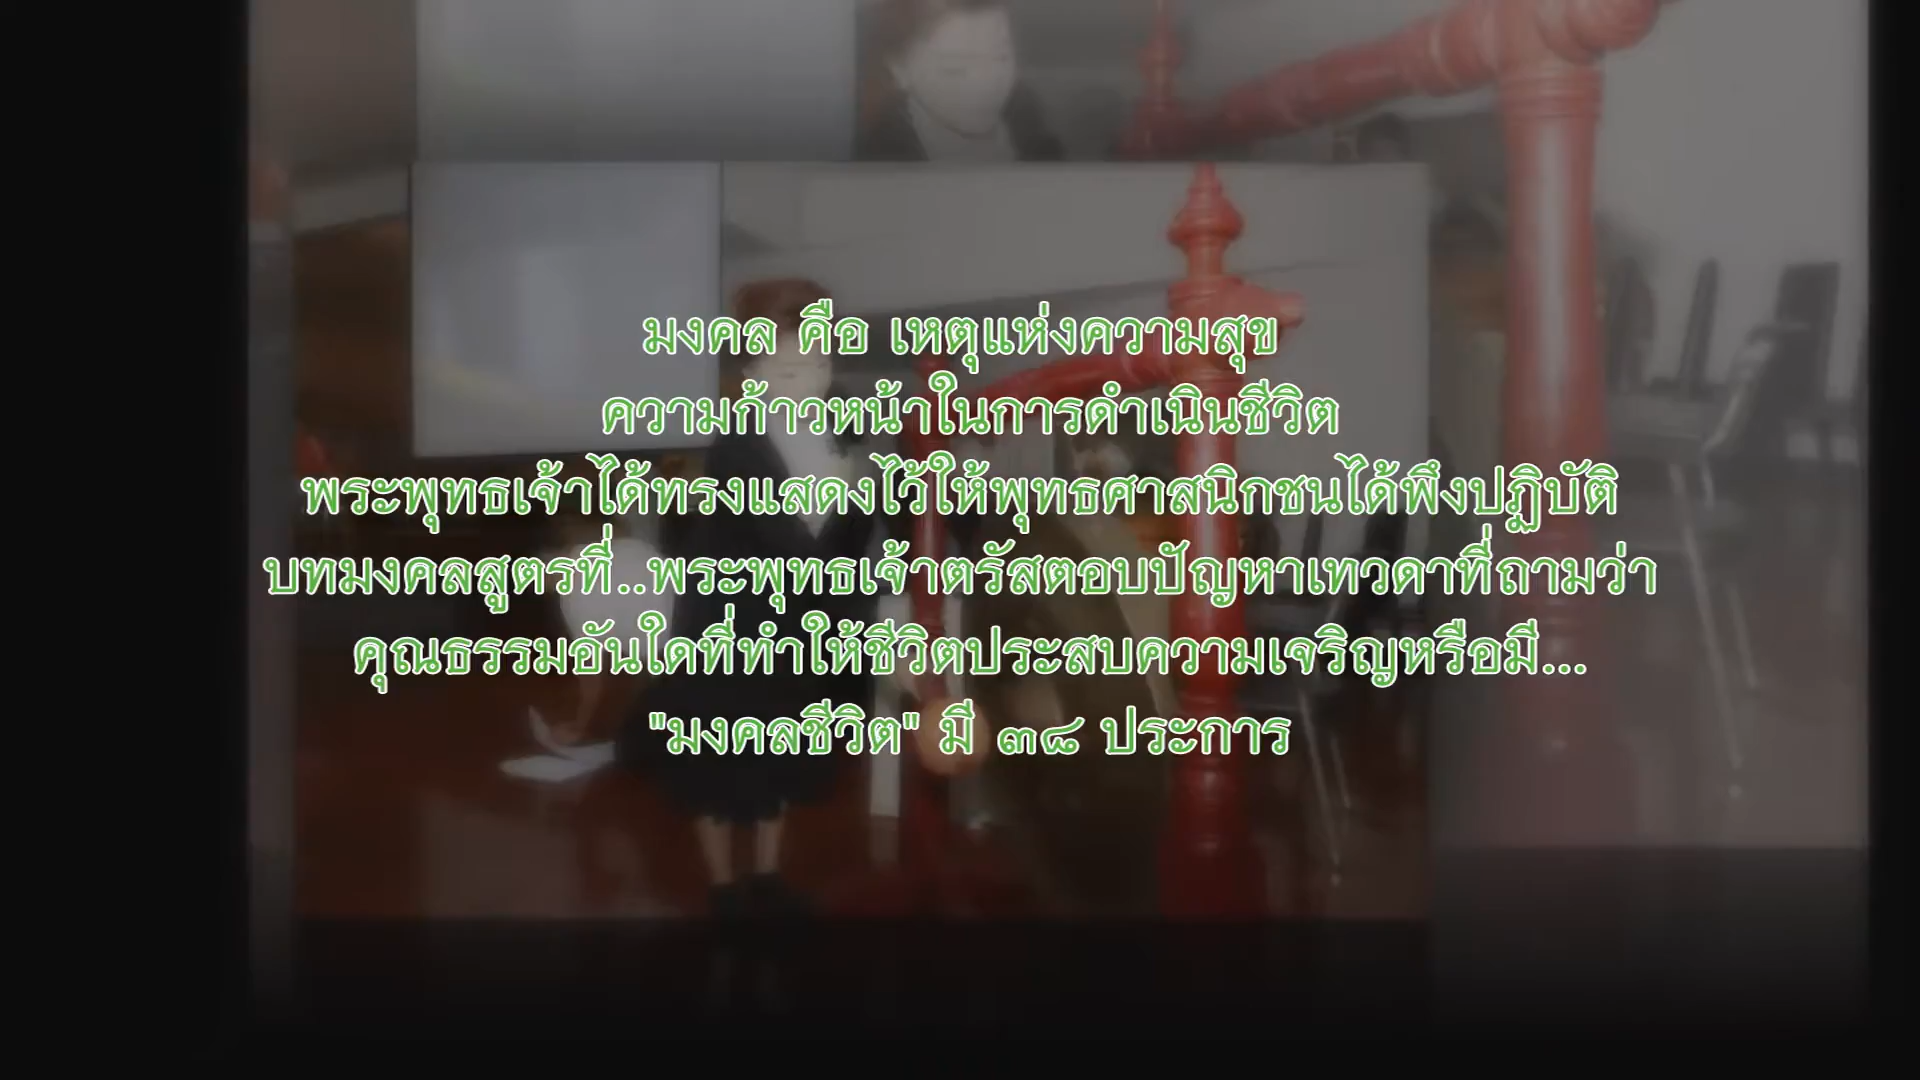 มงคล คือ เหตุแห่งความสุข
ความก้าวหน้าในการดำเนินชีวิต
พระพุทธเจ้าได้ทรงแสดงไว้ให้พุทธศาสนิกชนได้พึงปฏิบัติ
บทมงคลสูตรที่..พระพุทธเจ้าตรัสตอบปัญหาเทวดาที่ถามว่า
คุณธรรมอันใดที่ทำให้ชีวิตประสบความเจริญหรือมี...
"มงคลชีวิต" มี ๓๘ ประการ